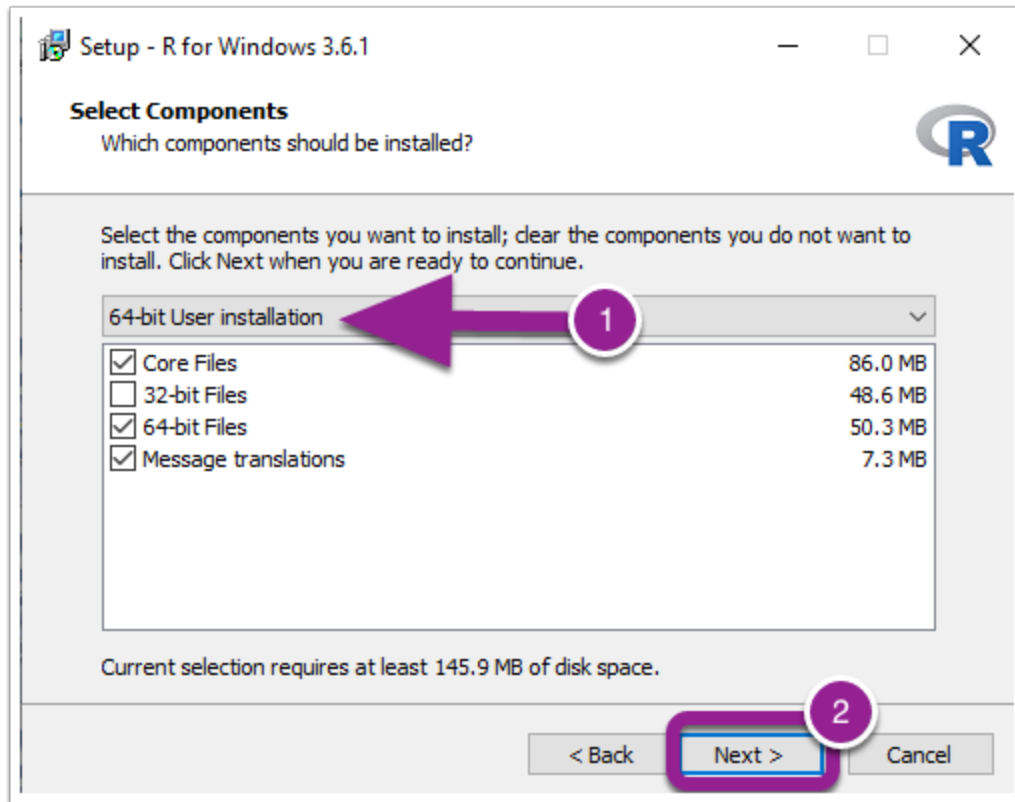 Setup - R for Windows 3.6.1
Select Components
Which components should be installed?
R
Select the components you want to install; clear the components you do not want to
install. Click Next when you are ready to continue.
64-bit User installation
1
Core Files 86.0 MB
32-bit Files 48.6 MB
64-bit Files 50.3 MB
Message translations 7.3 MB
Current selection requires at least 145.9 MB of disk space.
2
< Back Next > Cancel